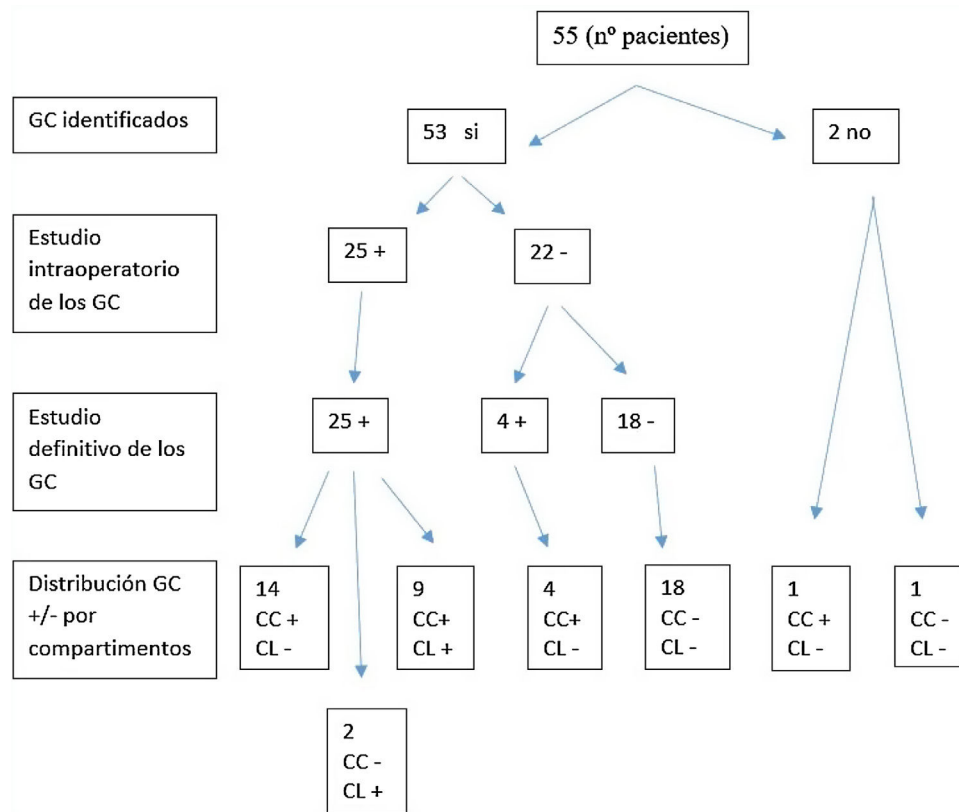 55 (nº pacientes)
GC identificados
53 si
2 no
Estudio
intraoperatorio
de los GC
25 +
22 -
Estudio
definitivo de los
GC
25 +
4 +
18 -
Distribución GC
+/- por
compartimentos
14
CC +
CL -
9
CC+
CL +
4
CC+
CL -
18
CC -
CL -
1
CC +
CL -
1
CC -
CL -
2
CC -
CL +